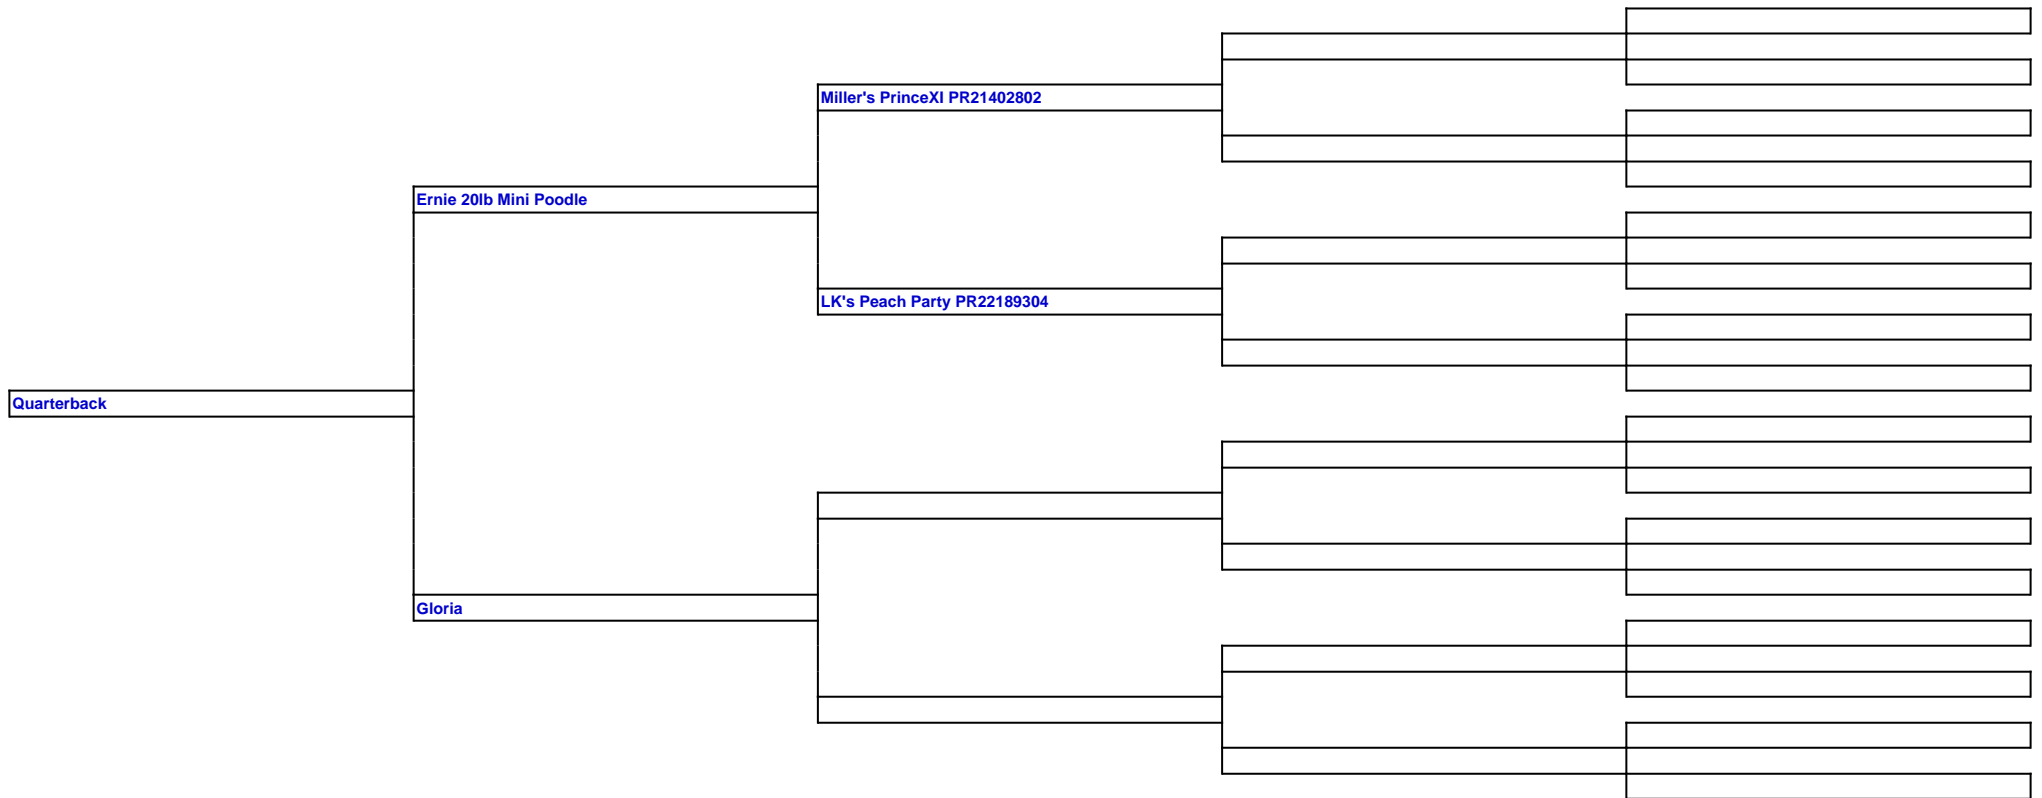 Miller's PrinceXI PR21402802
Ernie 20lb Mini Poodle
LK's Peach Party PR22189304
Quarterback
Gloria